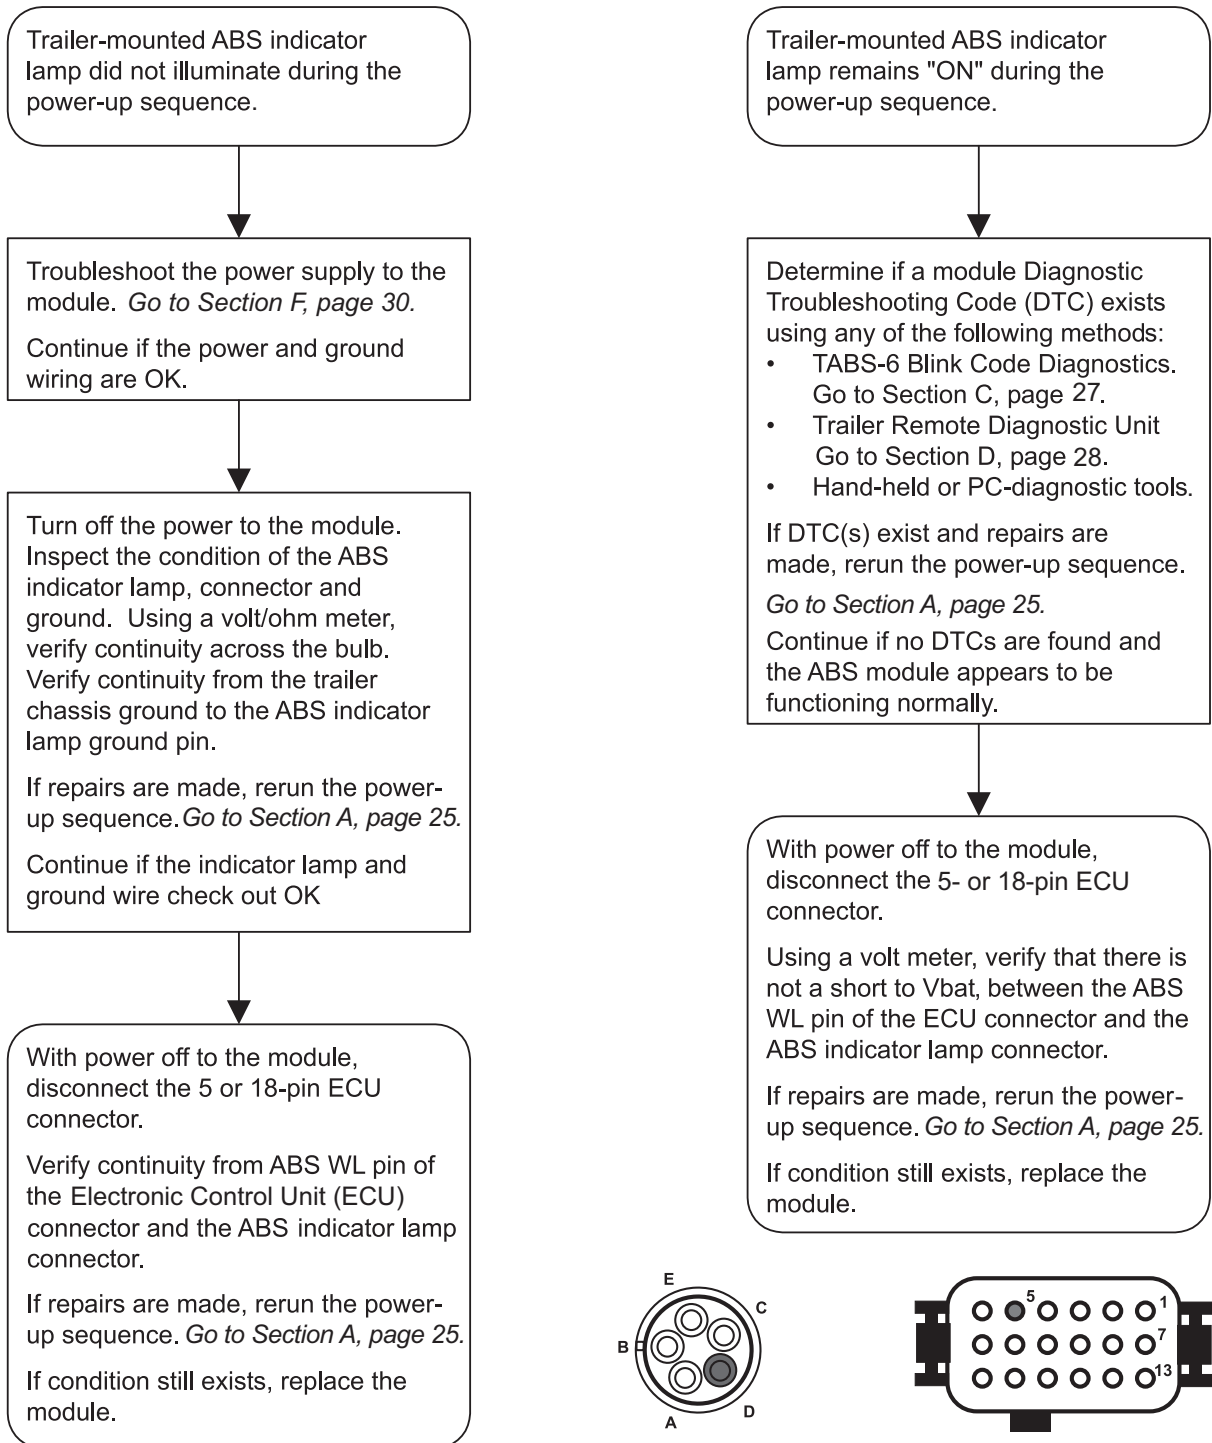 Trailer-mounted ABS indicator
lamp did not illuminate during the
power-up sequence.
Troubleshoot the power supply to the
module. Go to Section F, page 30.
Continue if the power and ground
wiring are OK.
Turn off the power to the module.
Inspect the condition of the ABS
indicator lamp, connector and
ground. Using a volt/ohm meter,
verify continuity across the bulb.
Verify continuity from the trailer
chassis ground to the ABS indicator
lamp ground pin.
If repairs are made, rerun the power-
up sequence. Go to Section A, page 25.
Continue if the indicator lamp and
ground wire check out OK
With power off to the module,
disconnect the 5 or 18-pin ECU
connector.
Verify continuity from ABS WL pin of
the Electronic Control Unit (ECU)
connector and the ABS indicator lamp
connector.
If repairs are made, rerun the power-
up sequence. Go to Section A, page 25.
If condition still exists, replace the
module.
Trailer-mounted ABS indicator
lamp remains "ON" during the
power-up sequence.
Determine if a module Diagnostic
Troubleshooting Code (DTC) exists
using any of the following methods:
• TABS-6 Blink Code Diagnostics.
Go to Section C, page 27.
• Trailer Remote Diagnostic Unit
Go to Section D, page 28.
• Hand-held or PC-diagnostic tools.
If DTC(s) exist and repairs are
made, rerun the power-up sequence.
Go to Section A, page 25.
Continue if no DTCs are found and
the ABS module appears to be
functioning normally.
With power off to the module,
disconnect the 5- or 18-pin ECU
connector.
Using a volt meter, verify that there is
not a short to Vbat, between the ABS
WL pin of the ECU connector and the
ABS indicator lamp connector.
If repairs are made, rerun the power-
up sequence. Go to Section A, page 25.
If condition still exists, replace the
module.
E
C
B
A
D
5
1
7
13